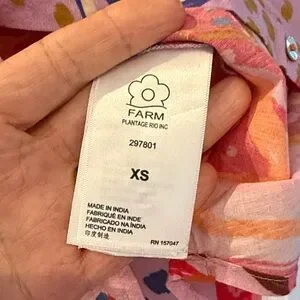 FARM
PLANTAGE RIO INC
297801
XS
MADE IN INDIA
FABRIQUÉ EN INDE
FABRICADO NA ÍNDIA
HECHO EN INDIA
印度制造
RN 157047